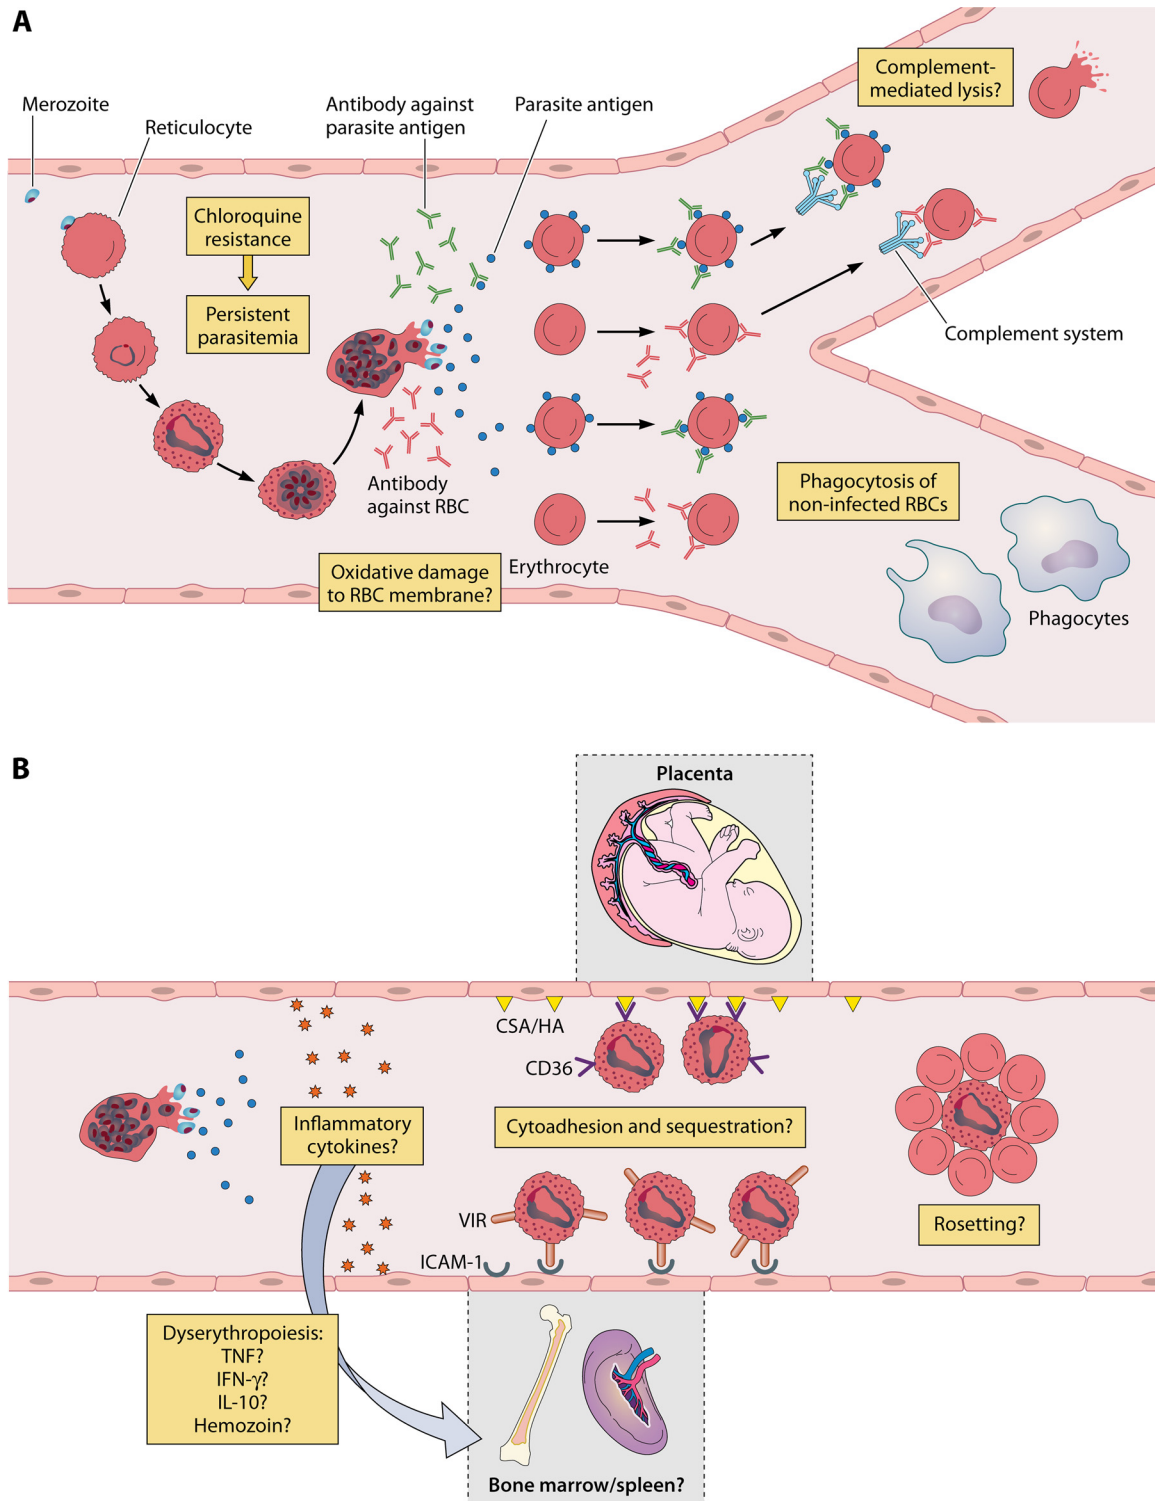 A
Merozoite
Reticulocyte
Antibody against
parasite antigen
Parasite antigen
Complement-
mediated lysis?
Chloroquine
resistance
Persistent
parasitemia
Complement system
Antibody
against RBC
Phagocytosis of
non-infected RBCs
Oxidative damage
to RBC membrane?
Erythrocyte
Phagocytes
B
Placenta
CSA/HA
CD36
Inflammatory
cytokines?
Cytoadhesion and sequestration?
VIR
Rosetting?
ICAM-1
Dyserythropoiesis:
TNF?
IFN-γ?
IL-10?
Hemozoin?
Bone marrow/spleen?